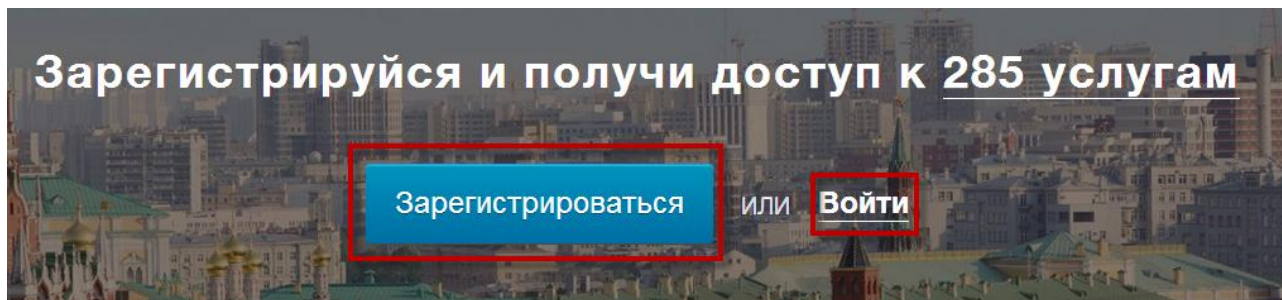 Зарегистрируйся и получи доступ к 285 услугам
Зарегистрироваться или Войти